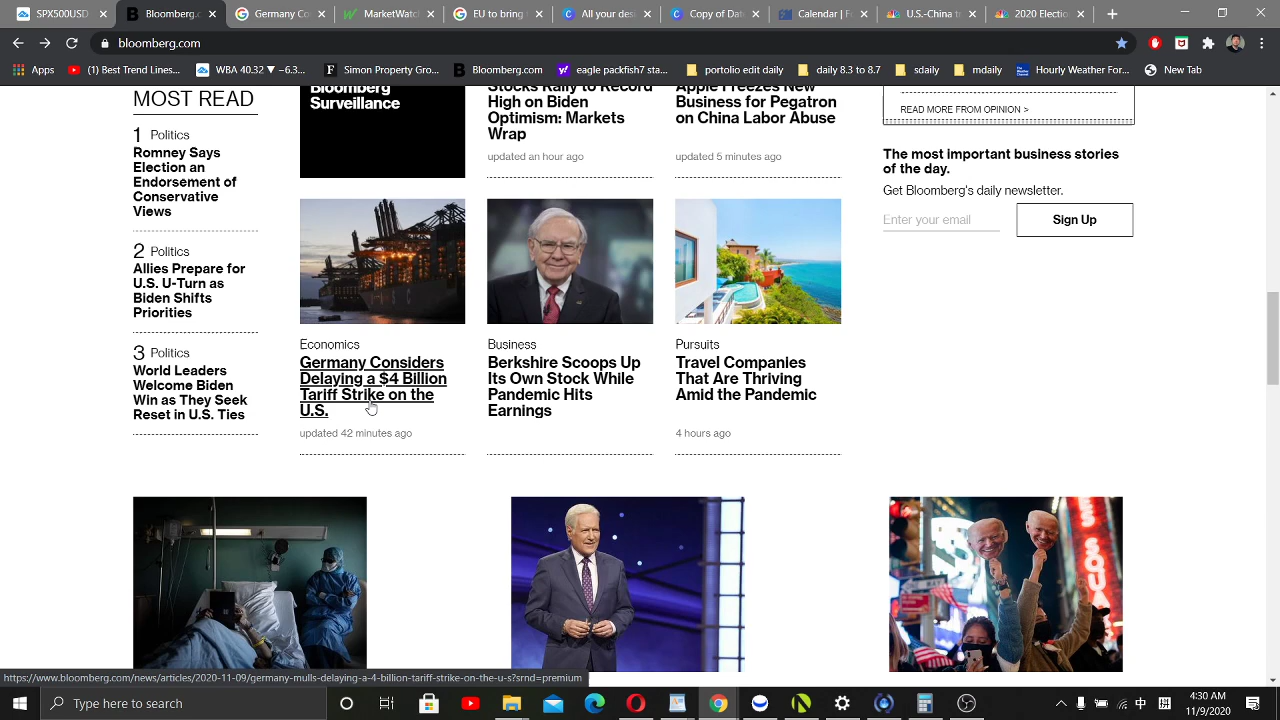 SPX500USD
Bloomberg.c
Germany Co
WatchMarke
EU to bring
All your desi
Copy of
Campaign F
U.S.-China t
2020 Electio
bloomberg.com
Apps
(1) Best Trend Lines...
WBA 40.32 ▼ −6.3...
Simon Property Gro...
Bloomberg.com
eagle packfish7 sta...
portolio edit daily
daily 8.3 to 8.7
sdaily
mdaily
Hourly Weather For...
New Tab
MOST READ
1 Politics
Romney Says
Election an
Endorsement of
Conservative
Views
2 Politics
Allies Prepare for
U.S. U-Turn as
Biden Shifts
Priorities
3 Politics
World Leaders
Welcome Biden
Win as They Seek
Reset in U.S. Ties
Bloomberg
Surveillance
Stocks Rally to Record
High on Biden
Optimism: Markets
Wrap
updated an hour ago
Apple Freezes New
Business for Pegatron
on China Labor Abuse
updated 5 minutes ago
READ MORE FROM OPINION >
The most important business stories
of the day.
Get Bloomberg's daily newsletter.
Enter your email
Sign Up
Economics
Germany Considers
Delaying a $4 Billion
Tariff Strike on the
U.S.
updated 42 minutes ago
Business
Berkshire Scoops Up
Its Own Stock While
Pandemic Hits
Earnings
Pursuits
Travel Companies
That Are Thriving
Amid the Pandemic
4 hours ago
http://www.bloomberg.com/news/articles/2020-11-09/germany-mulls-delaying-a-4-billion-tariff-strike-on-the-u-s?srnd=premium
Type here to search
中
拼
4:30 AM
11/9/2020